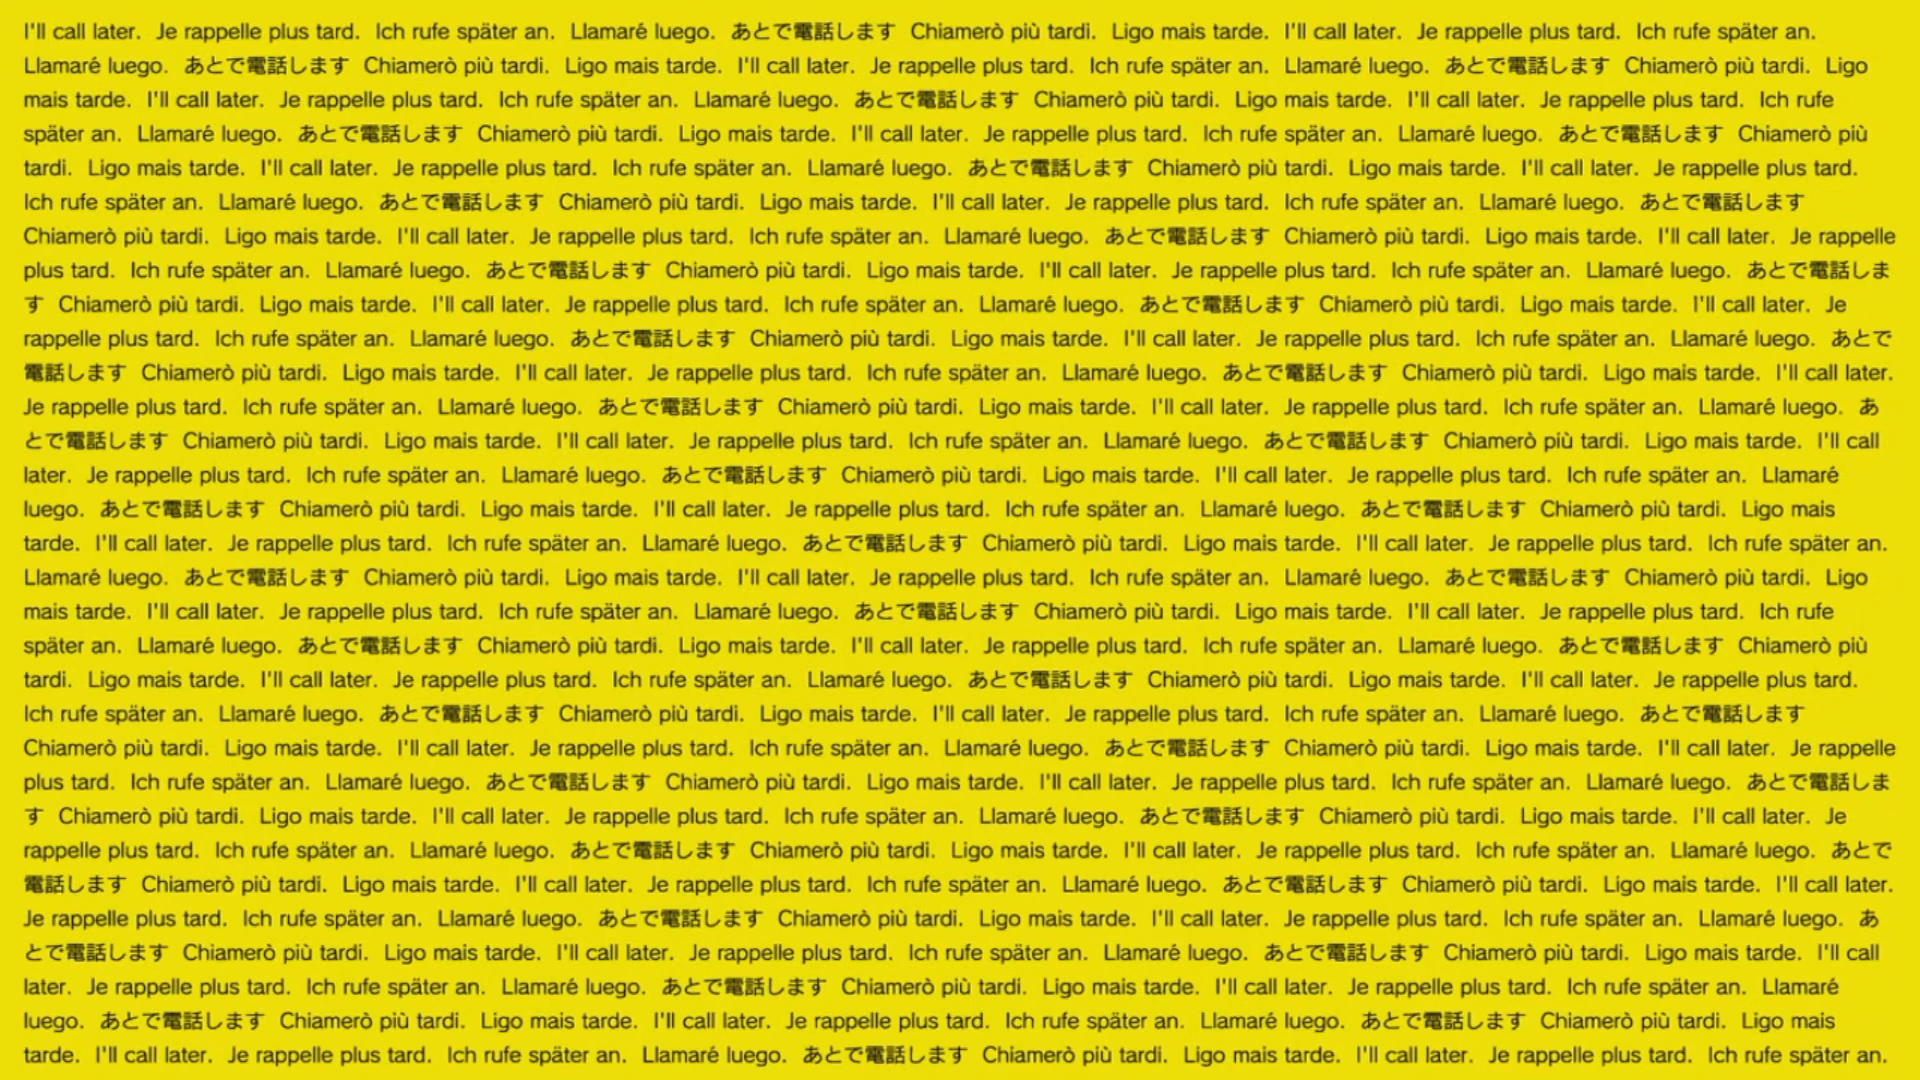 I'll call later. Je rappelle plus tard. Ich rufe später an. Llamaré luego. あとで電話します Chiamerò più tardi. Ligo mais tarde. I'll call later. Je rappelle plus tard. Ich rufe später an.
Llamaré luego. あとで電話します Chiamerò più tardi. Ligo mais tarde. I'll call later. Je rappelle plus tard. Ich rufe später an. Llamaré luego. あとで電話します Chiamerò più tardi. Ligo
mais tarde. I'll call later. Je rappelle plus tard. Ich rufe später an. Llamaré luego. あとで電話します Chiamerò più tardi. Ligo mais tarde. I'll call later. Je rappelle plus tard. Ich rufe
später an. Llamaré luego. あとで電話します Chiamerò più tardi. Ligo mais tarde. I'll call later. Je rappelle plus tard. Ich rufe später an. Llamaré luego. あとで電話します Chiamerò più
tardi. Ligo mais tarde. I'll call later. Je rappelle plus tard. Ich rufe später an. Llamaré luego. あとで電話します Chiamerò più tardi. Ligo mais tarde. I'll call later. Je rappelle plus tard.
Ich rufe später an. Llamaré luego. あとで電話します Chiamerò più tardi. Ligo mais tarde. I'll call later. Je rappelle plus tard. Ich rufe später an. Llamaré luego. あとで電話します
Chiamerò più tardi. Ligo mais tarde. I'll call later. Je rappelle plus tard. Ich rufe später an. Llamaré luego. あとで電話します Chiamerò più tardi. Ligo mais tarde. I'll call later. Je rappelle
plus tard. Ich rufe später an. Llamaré luego. あとで電話します Chiamerò più tardi. Ligo mais tarde. I'll call later. Je rappelle plus tard. Ich rufe später an. Llamaré luego. あとで電話しま
す Chiamerò più tardi. Ligo mais tarde. I'll call later. Je rappelle plus tard. Ich rufe später an. Llamaré luego. あとで電話します Chiamerò più tardi. Ligo mais tarde. I'll call later. Je
rappelle plus tard. Ich rufe später an. Llamaré luego. あとで電話します Chiamerò più tardi. Ligo mais tarde. I'll call later. Je rappelle plus tard. Ich rufe später an. Llamaré luego. あとで
電話します Chiamerò più tardi. Ligo mais tarde. I'll call later. Je rappelle plus tard. Ich rufe später an. Llamaré luego. あとで電話します Chiamerò più tardi. Ligo mais tarde. I'll call later.
Je rappelle plus tard. Ich rufe später an. Llamaré luego. あとで電話します Chiamerò più tardi. Ligo mais tarde. I'll call later. Je rappelle plus tard. Ich rufe später an. Llamaré luego. あ
とで電話します Chiamerò più tardi. Ligo mais tarde. I'll call later. Je rappelle plus tard. Ich rufe später an. Llamaré luego. あとで電話します Chiamerò più tardi. Ligo mais tarde. I'll call
later. Je rappelle plus tard. Ich rufe später an. Llamaré luego. あとで電話します Chiamerò più tardi. Ligo mais tarde. I'll call later. Je rappelle plus tard. Ich rufe später an. Llamaré
luego. あとで電話します Chiamerò più tardi. Ligo mais tarde. I'll call later. Je rappelle plus tard. Ich rufe später an. Llamaré luego. あとで電話します Chiamerò più tardi. Ligo mais
tarde. I'll call later. Je rappelle plus tard. Ich rufe später an. Llamaré luego. あとで電話します Chiamerò più tardi. Ligo mais tarde. I'll call later. Je rappelle plus tard. Ich rufe später an.
Llamaré luego. あとで電話します Chiamerò più tardi. Ligo mais tarde. I'll call later. Je rappelle plus tard. Ich rufe später an. Llamaré luego. あとで電話します Chiamerò più tardi. Ligo
mais tarde. I'll call later. Je rappelle plus tard. Ich rufe später an. Llamaré luego. あとで電話します Chiamerò più tardi. Ligo mais tarde. I'll call later. Je rappelle plus tard. Ich rufe
später an. Llamaré luego. あとで電話します Chiamerò più tardi. Ligo mais tarde. I'll call later. Je rappelle plus tard. Ich rufe später an. Llamaré luego. あとで電話します Chiamerò più
tardi. Ligo mais tarde. I'll call later. Je rappelle plus tard. Ich rufe später an. Llamaré luego. あとで電話します Chiamerò più tardi. Ligo mais tarde. I'll call later. Je rappelle plus tard.
Ich rufe später an. Llamaré luego. あとで電話します Chiamerò più tardi. Ligo mais tarde. I'll call later. Je rappelle plus tard. Ich rufe später an. Llamaré luego. あとで電話します
Chiamerò più tardi. Ligo mais tarde. I'll call later. Je rappelle plus tard. Ich rufe später an. Llamaré luego. あとで電話します Chiamerò più tardi. Ligo mais tarde. I'll call later. Je rappelle
plus tard. Ich rufe später an. Llamaré luego. あとで電話します Chiamerò più tardi. Ligo mais tarde. I'll call later. Je rappelle plus tard. Ich rufe später an. Llamaré luego. あとで電話しま
す Chiamerò più tardi. Ligo mais tarde. I'll call later. Je rappelle plus tard. Ich rufe später an. Llamaré luego. あとで電話します Chiamerò più tardi. Ligo mais tarde. I'll call later. Je
rappelle plus tard. Ich rufe später an. Llamaré luego. あとで電話します Chiamerò più tardi. Ligo mais tarde. I'll call later. Je rappelle plus tard. Ich rufe später an. Llamaré luego. あとで
電話します Chiamerò più tardi. Ligo mais tarde. I'll call later. Je rappelle plus tard. Ich rufe später an. Llamaré luego. あとで電話します Chiamerò più tardi. Ligo mais tarde. I'll call later.
Je rappelle plus tard. Ich rufe später an. Llamaré luego. あとで電話します Chiamerò più tardi. Ligo mais tarde. I'll call later. Je rappelle plus tard. Ich rufe später an. Llamaré luego. あ
とで電話します Chiamerò più tardi. Ligo mais tarde. I'll call later. Je rappelle plus tard. Ich rufe später an. Llamaré luego. あとで電話します Chiamerò più tardi. Ligo mais tarde. I'll call
later. Je rappelle plus tard. Ich rufe später an. Llamaré luego. あとで電話します Chiamerò più tardi. Ligo mais tarde. I'll call later. Je rappelle plus tard. Ich rufe später an. Llamaré
luego. あとで電話します Chiamerò più tardi. Ligo mais tarde. I'll call later. Je rappelle plus tard. Ich rufe später an. Llamaré luego. あとで電話します Chiamerò più tardi. Ligo mais
tarde. I'll call later. Je rappelle plus tard. Ich rufe später an. Llamaré luego. あとで電話します Chiamerò più tardi. Ligo mais tarde. I'll call later. Je rappelle plus tard. Ich rufe später an.